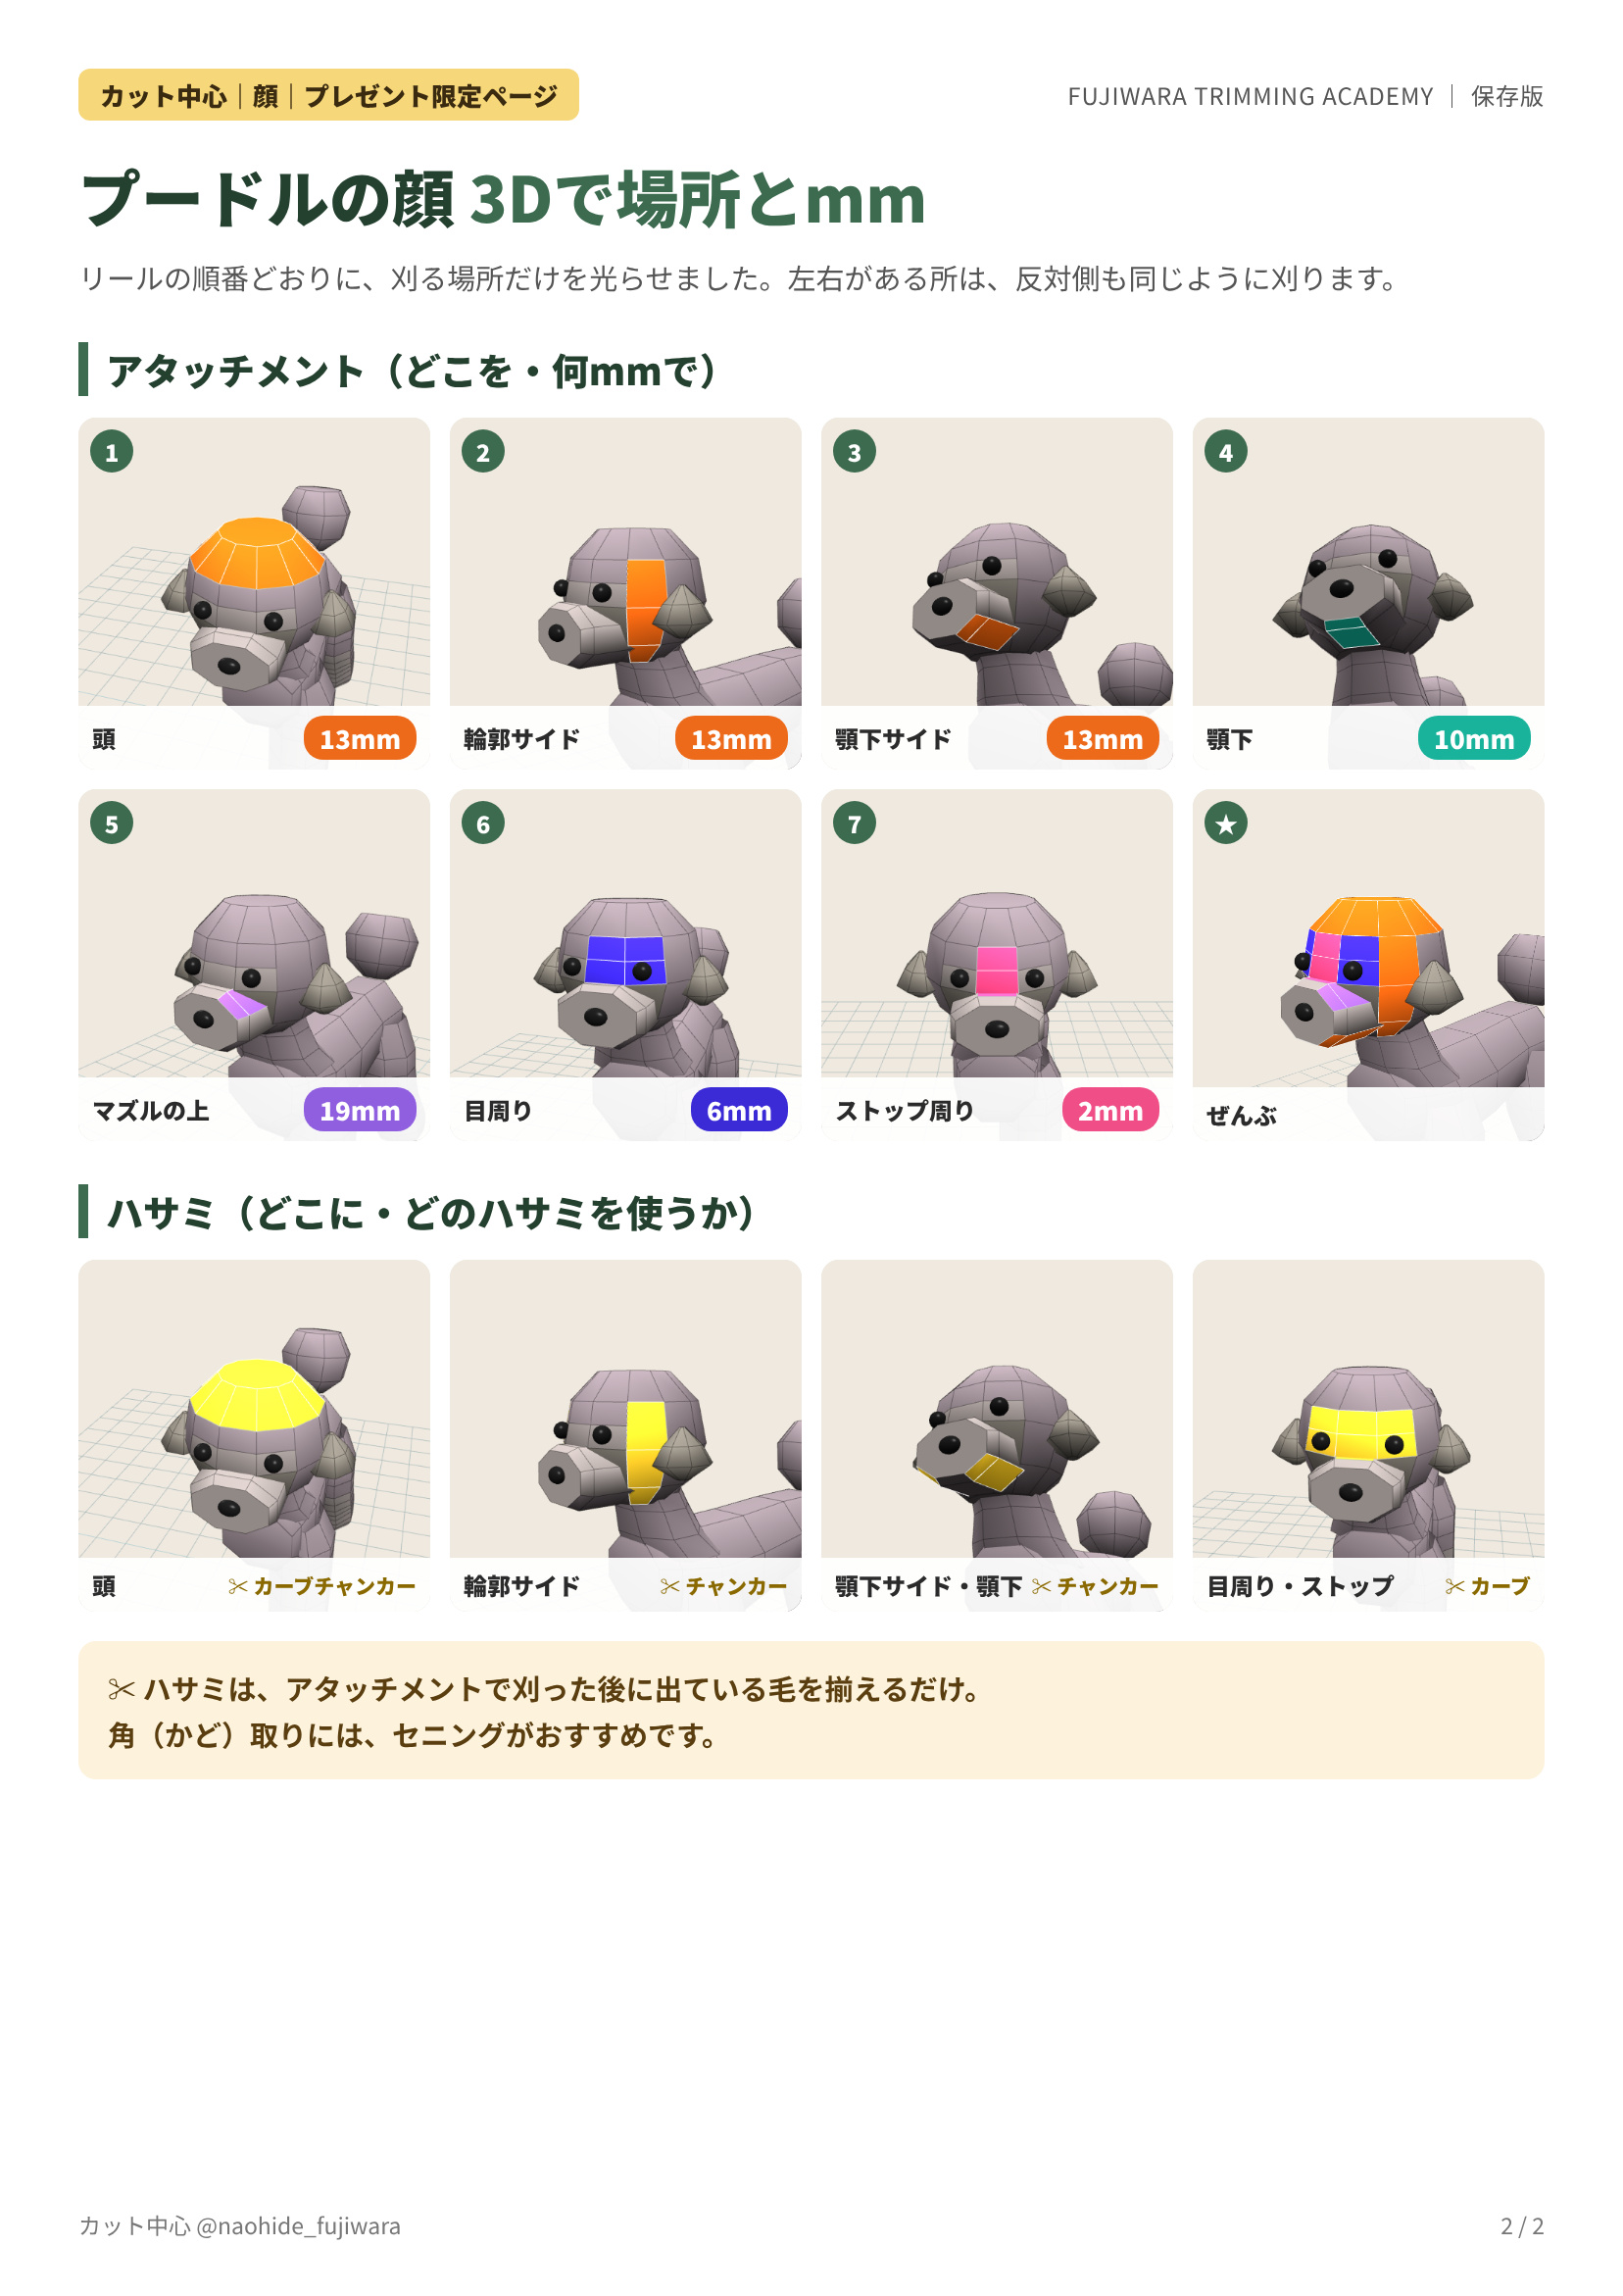 カット中心｜顔｜プレゼント限定ページ
FUJIWARA TRIMMING ACADEMY ｜ 保存版
プードルの顔 3Dで場所とmm
リールの順番どおりに、刈る場所だけを光らせました。左右がある所は、反対側も同じように刈ります。
アタッチメント（どこを・何mmで）
1
頭 13mm
2
輪郭サイド 13mm
3
顎下サイド 13mm
4
顎下 10mm
5
マズルの上 19mm
6
目周り 6mm
7
ストップ周り 2mm
★
ぜんぶ
ハサミ（どこに・どのハサミを使うか）
頭 ✂ カーブチャンカー
輪郭サイド ✂ チャンカー
顎下サイド・顎下 ✂ チャンカー
目周り・ストップ ✂ カーブ
✂ ハサミは、アタッチメントで刈った後に出ている毛を揃えるだけ。
角（かど）取りには、セニングがおすすめです。
カット中心 @naohide_fujiwara
2 / 2